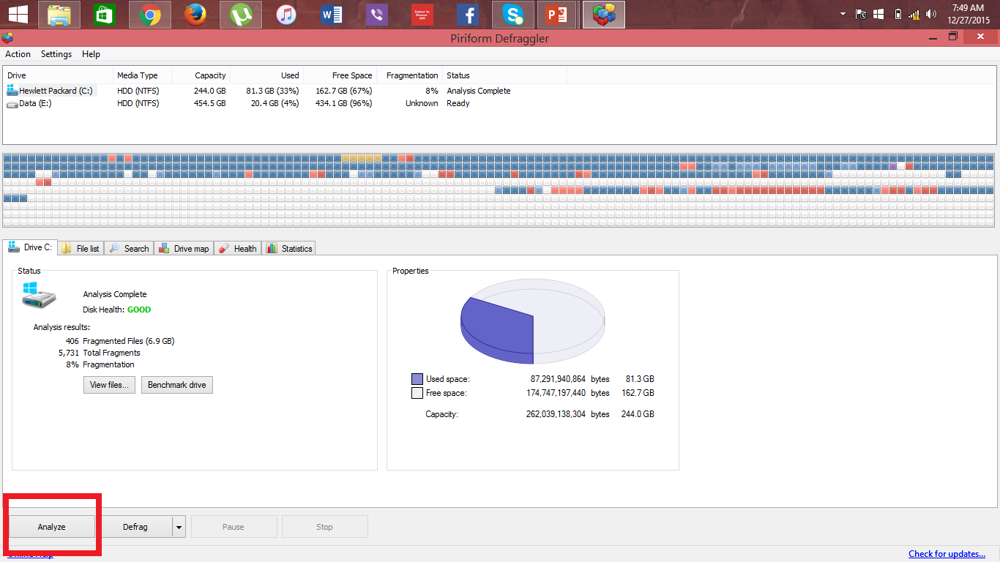 7:49 AM
12/27/2015
Piriform Defraggler
Action Settings Help
Drive Media Type Capacity Used Free Space Fragmentation Status
Hewlett Packard (C:) HDD (NTFS) 244.0 GB 81.3 GB (33%) 162.7 GB (67%) 8% Analysis Complete
Data (E:) HDD (NTFS) 454.5 GB 20.4 GB (4%) 434.1 GB (96%) Unknown Ready
Drive C: File list Search Drive map Health Statistics
Status
Analysis Complete
Disk Health: GOOD
Analysis results:
406 Fragmented Files (6.9 GB)
5,731 Total Fragments
8% Fragmentation
View files... Benchmark drive
Properties
Used space: 87,291,940,864 bytes 81.3 GB
Free space: 174,747,197,440 bytes 162.7 GB
Capacity: 262,039,138,304 bytes 244.0 GB
Analyze Defrag Pause Stop
Online Help Check for updates...